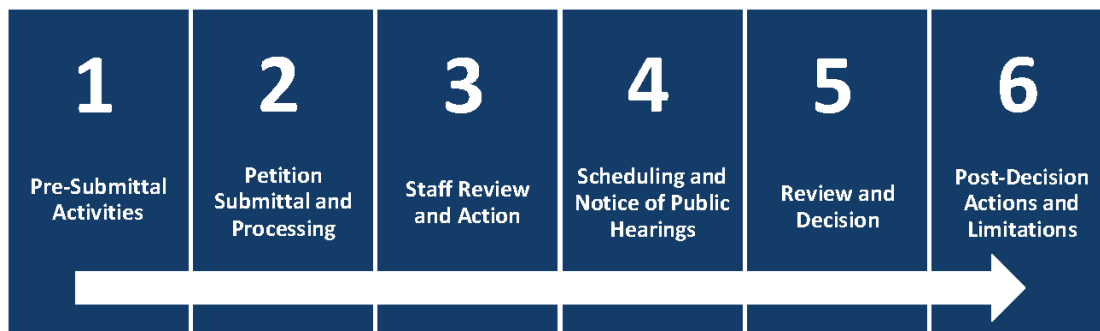 1
Pre-Submittal
Activities
2
Petition
Submittal and
Processing
3
Staff Review
and Action
4
Scheduling and
Notice of Public
Hearings
5
Review and
Decision
6
Post-Decision
Actions and
Limitations